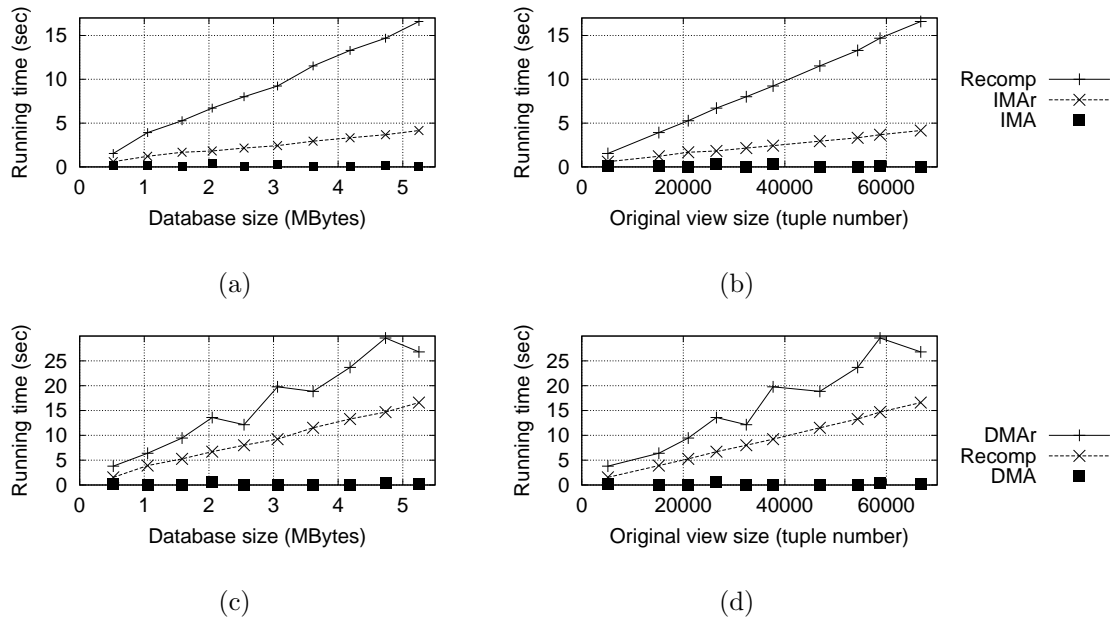 Running time (sec)
15
10
5
0
0 1 2 3 4 5
Database size (MBytes)
(a)
Running time (sec)
15
10
5
0
0 20000 40000 60000
Original view size (tuple number)
(b)
Recomp
IMAr
IMA
Running time (sec)
25
20
15
10
5
0
0 1 2 3 4 5
Database size (MBytes)
(c)
Running time (sec)
25
20
15
10
5
0
0 20000 40000 60000
Original view size (tuple number)
(d)
DMAr
Recomp
DMA